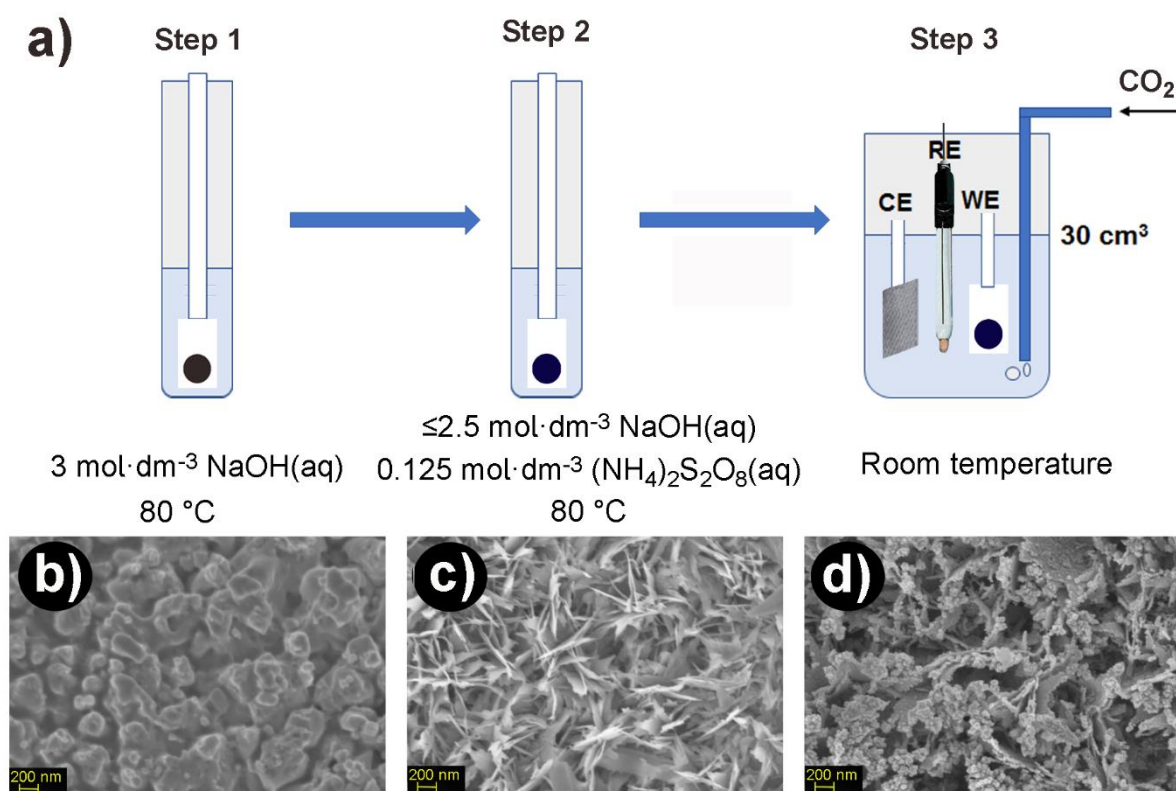 a)
Step 1
Step 2
Step 3
CO₂
RE
CE
WE
30 cm³
3 mol·dm⁻³ NaOH(aq)
80 °C
≤2.5 mol·dm⁻³ NaOH(aq)
0.125 mol·dm⁻³ (NH₄)₂S₂O₈(aq)
80 °C
Room temperature
b)
200 nm
c)
200 nm
d)
200 nm